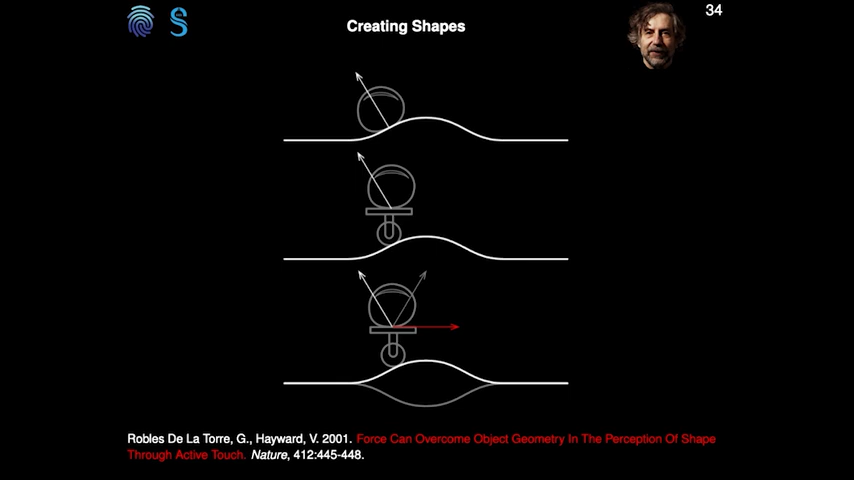 34
Creating Shapes
Robles De La Torre, G., Hayward, V. 2001. Force Can Overcome Object Geometry In The Perception Of Shape
Through Active Touch. Nature, 412:445-448.